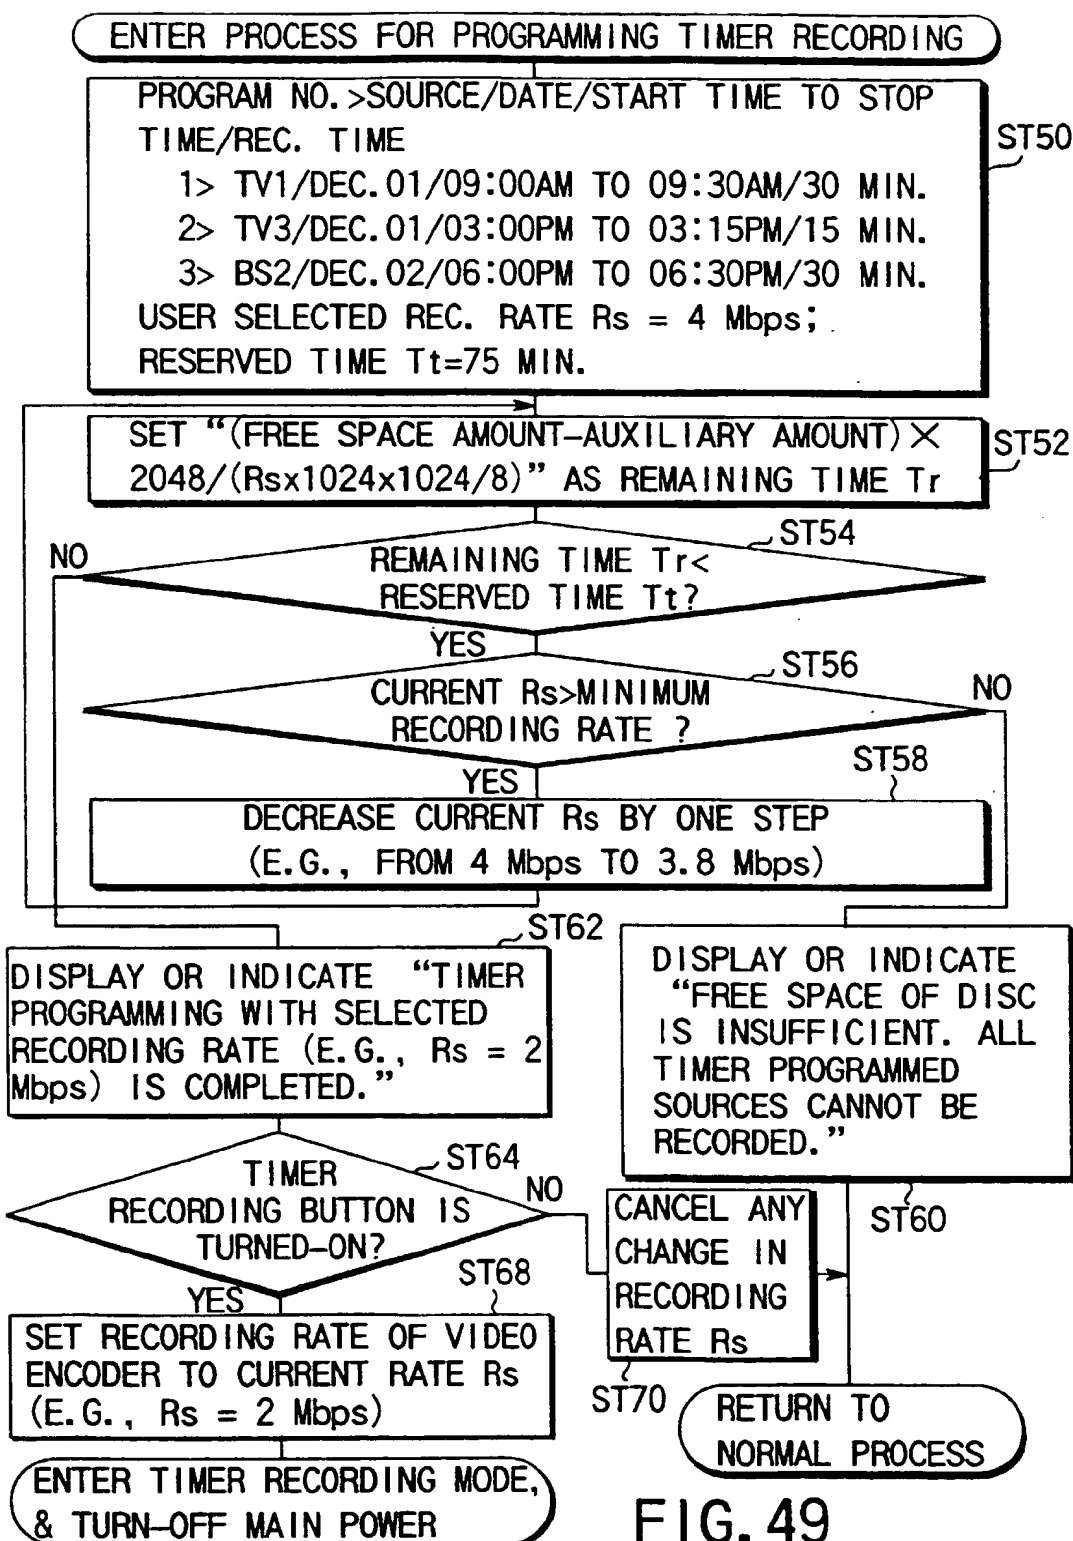 ENTER PROCESS FOR PROGRAMMING TIMER RECORDING
PROGRAM NO.>SOURCE/DATE/START TIME TO STOP
TIME/REC. TIME
1> TV1/DEC.01/09:00AM TO 09:30AM/30 MIN.
2> TV3/DEC.01/03:00PM TO 03:15PM/15 MIN.
3> BS2/DEC.02/06:00PM TO 06:30PM/30 MIN.
USER SELECTED REC. RATE Rs = 4 Mbps;
RESERVED TIME Tt=75 MIN.
ST50
SET “(FREE SPACE AMOUNT-AUXILIARY AMOUNT)×
2048/(Rsx1024x1024/8)” AS REMAINING TIME Tr
ST52
ST54
NO
REMAINING TIME Tr<
RESERVED TIME Tt?
YES
ST56
CURRENT Rs>MINIMUM
RECORDING RATE ?
NO
YES
ST58
DECREASE CURRENT Rs BY ONE STEP
(E.G., FROM 4 Mbps TO 3.8 Mbps)
ST62
DISPLAY OR INDICATE “TIMER
PROGRAMMING WITH SELECTED
RECORDING RATE (E.G., Rs = 2
Mbps) IS COMPLETED.”
DISPLAY OR INDICATE
“FREE SPACE OF DISC
IS INSUFFICIENT. ALL
TIMER PROGRAMMED
SOURCES CANNOT BE
RECORDED.”
ST60
ST64
TIMER
RECORDING BUTTON IS
TURNED-ON?
NO
YES
CANCEL ANY
CHANGE IN
RECORDING
RATE Rs
ST70
ST68
SET RECORDING RATE OF VIDEO
ENCODER TO CURRENT RATE Rs
(E.G., Rs = 2 Mbps)
RETURN TO
NORMAL PROCESS
ENTER TIMER RECORDING MODE,
& TURN-OFF MAIN POWER
FIG. 49